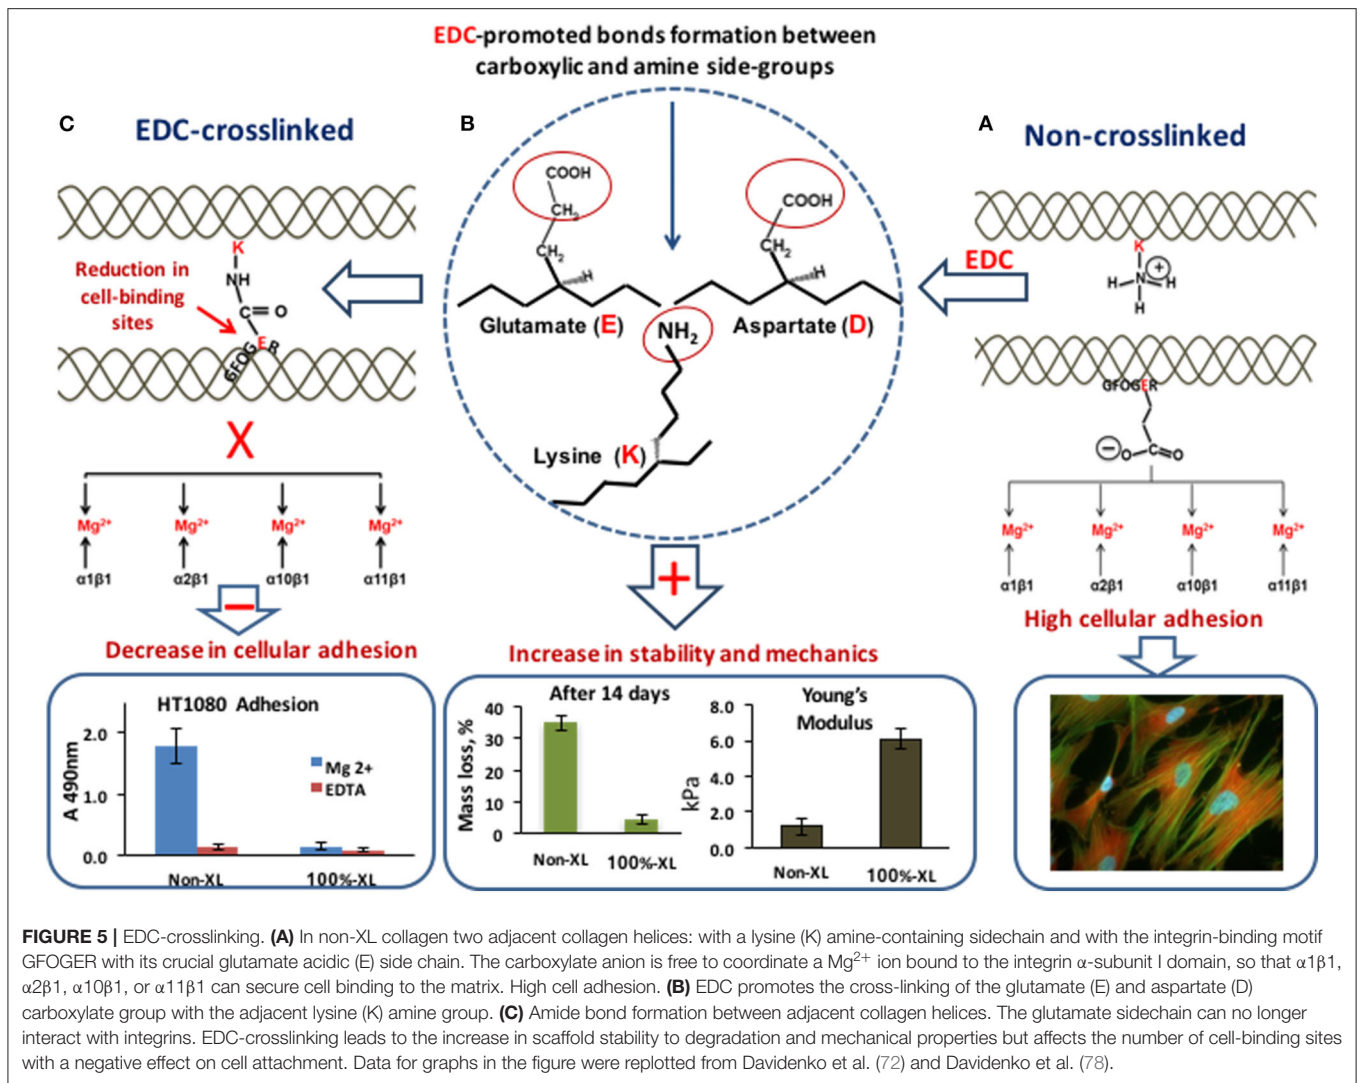 EDC-promoted bonds formation between
carboxylic and amine side-groups
C
EDC-crosslinked
B
A
Non-crosslinked
K
NH
C=O
Reduction in
cell-binding
sites
GFOGER
X
Mg2+ Mg2+ Mg2+ Mg2+
α1β1 α2β1 α10β1 α11β1
−
Decrease in cellular adhesion
HT1080 Adhesion
A 490nm
2.0
1.0
0.0
Mg 2+
EDTA
Non-XL 100%-XL
COOH
CH2
CH2
H
Glutamate (E)
COOH
CH2
H
Aspartate (D)
NH2
Lysine (K)
+
Increase in stability and mechanics
After 14 days
Mass loss, %
40
30
20
10
0
Non-XL 100%-XL
Young's
Modulus
kPa
8.0
6.0
4.0
2.0
0.0
Non-XL 100%-XL
EDC
K
H-N=H
+
H
GFOGER
−O-C=O
Mg2+ Mg2+ Mg2+ Mg2+
α1β1 α2β1 α10β1 α11β1
High cellular adhesion
FIGURE 5 | EDC-crosslinking. (A) In non-XL collagen two adjacent collagen helices: with a lysine (K) amine-containing sidechain and with the integrin-binding motif
GFOGER with its crucial glutamate acidic (E) side chain. The carboxylate anion is free to coordinate a Mg2+ ion bound to the integrin α-subunit I domain, so that α1β1,
α2β1, α10β1, or α11β1 can secure cell binding to the matrix. High cell adhesion. (B) EDC promotes the cross-linking of the glutamate (E) and aspartate (D)
carboxylate group with the adjacent lysine (K) amine group. (C) Amide bond formation between adjacent collagen helices. The glutamate sidechain can no longer
interact with integrins. EDC-crosslinking leads to the increase in scaffold stability to degradation and mechanical properties but affects the number of cell-binding sites
with a negative effect on cell attachment. Data for graphs in the figure were replotted from Davidenko et al. (72) and Davidenko et al. (78).